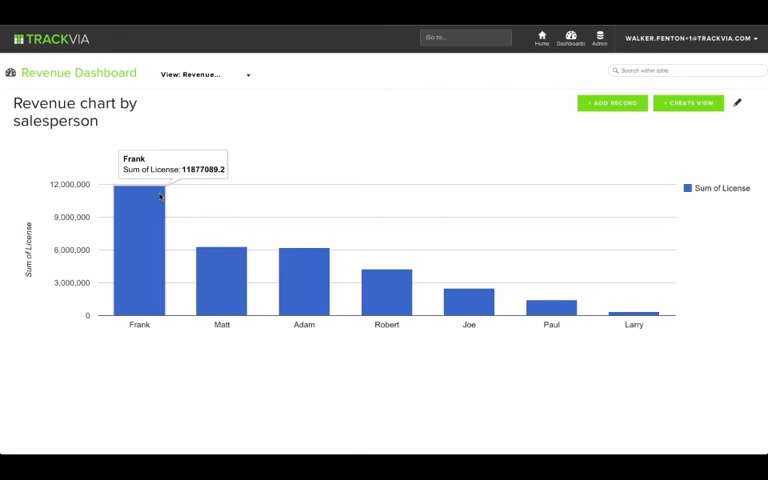 TRACKVIA
Go to...
Home
Dashboards
Admin
WALKER.FENTON+1@TRACKVIA.COM
Revenue Dashboard
View: Revenue...
Search within table
Revenue chart by
salesperson
+ ADD RECORD
+ CREATE VIEW
Frank
Sum of License: 11877089.2
12,000,000
9,000,000
6,000,000
3,000,000
0
Sum of License
Sum of License
Frank
Matt
Adam
Robert
Joe
Paul
Larry